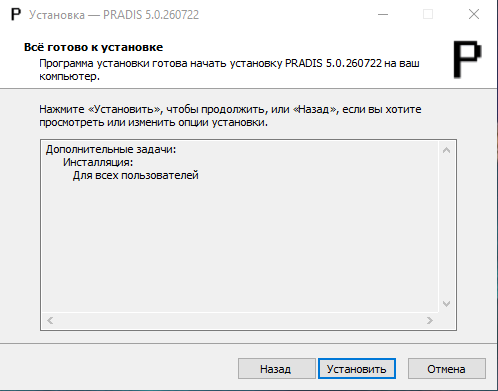 P Установка — PRADIS 5.0.260722
Всё готово к установке
Программа установки готова начать установку PRADIS 5.0.260722 на ваш
компьютер.
P
Нажмите «Установить», чтобы продолжить, или «Назад», если вы хотите
просмотреть или изменить опции установки.
Дополнительные задачи:
Инсталляция:
Для всех пользователей
Назад
Установить
Отмена